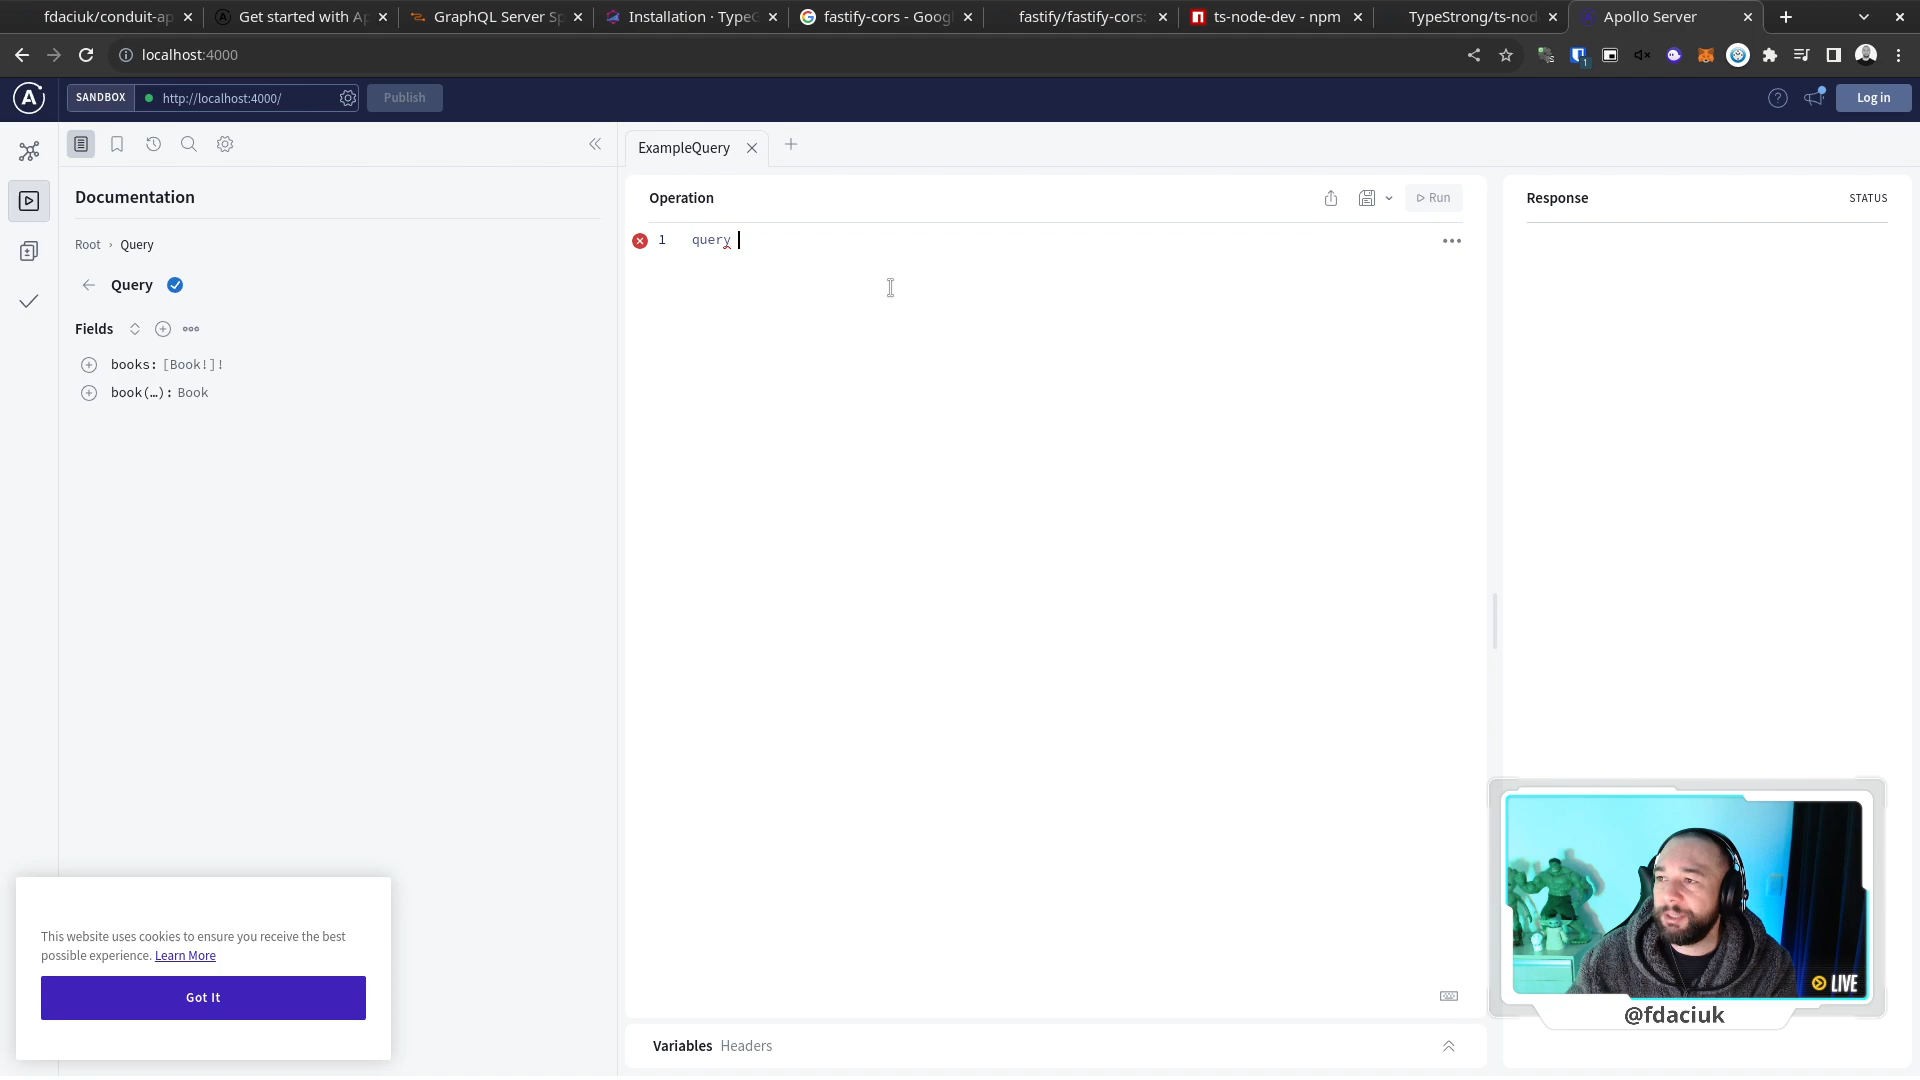 fdaciuk/conduit-ap
Get started with Ap
GraphQL Server Sp
Installation · TypeG
fastify-cors - Googl
fastify/fastify-cors:
ts-node-dev - npm
TypeStrong/ts-nod
Apollo Server
localhost:4000
1
SANDBOX
http://localhost:4000/
Publish
Log in
ExampleQuery
Documentation
Root › Query
Query
Fields
books: [Book!]!
book(…): Book
Operation
Run
1 query
Response
STATUS
This website uses cookies to ensure you receive the best
possible experience. Learn More
Got It
LIVE
@fdaciuk
Variables Headers